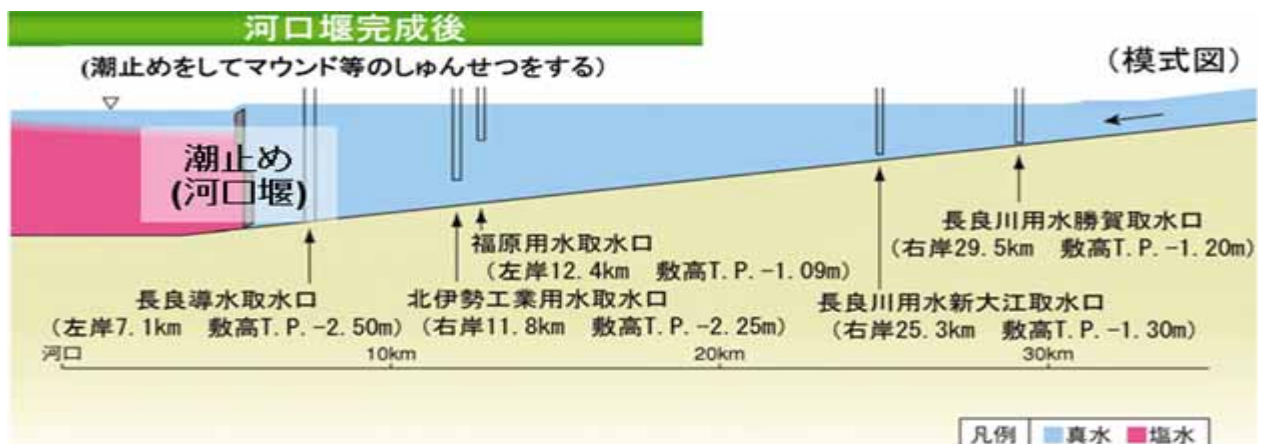 河口堰完成後
(潮止めをしてマウンド等のしゅんせつをする)
(模式図)
潮止め
(河口堰)
長良導水取水口
(左岸7.1km 敷高T.P.-2.50m)
北伊勢工業用水取水口
(右岸11.8km 敷高T.P.-2.25m)
福原用水取水口
(左岸12.4km 敷高T.P.-1.09m)
長良川用水新大江取水口
(右岸25.3km 敷高T.P.-1.30m)
長良川用水勝賀取水口
(右岸29.5km 敷高T.P.-1.20m)
河口 10km 20km 30km
凡例 真水 塩水